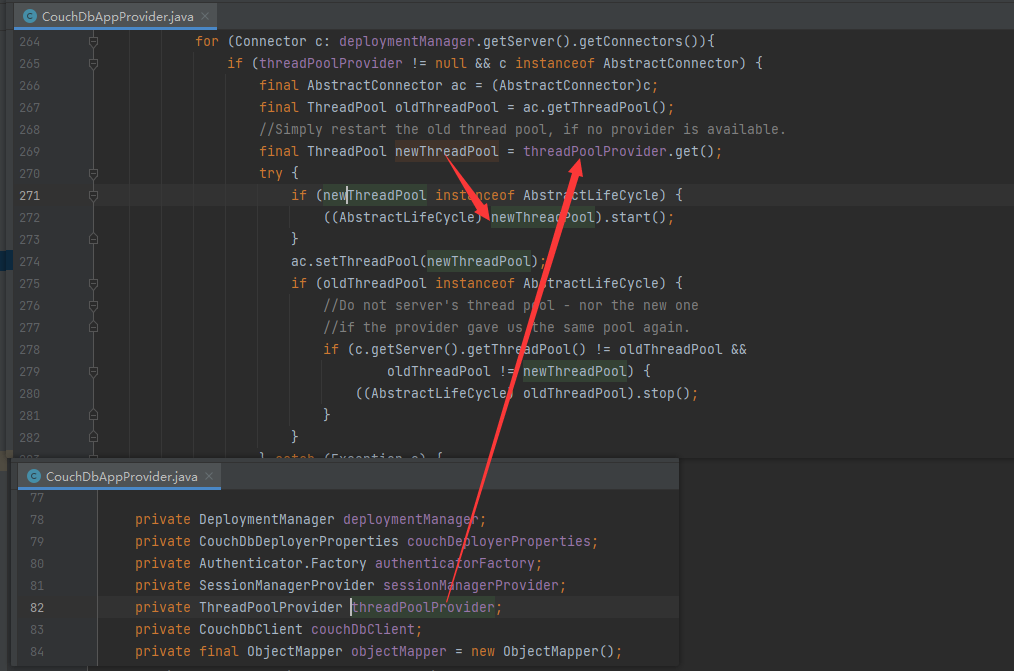 CouchDbAppProvider.java
264 for (Connector c: deploymentManager.getServer().getConnectors()){
265 if (threadPoolProvider != null && c instanceof AbstractConnector) {
266 final AbstractConnector ac = (AbstractConnector)c;
267 final ThreadPool oldThreadPool = ac.getThreadPool();
268 //Simply restart the old thread pool, if no provider is available.
269 final ThreadPool newThreadPool = threadPoolProvider.get();
270 try {
271 if (newThreadPool instanceof AbstractLifeCycle) {
272 ((AbstractLifeCycle) newThreadPool).start();
273 }
274 ac.setThreadPool(newThreadPool);
275 if (oldThreadPool instanceof AbstractLifeCycle) {
276 //Do not server's thread pool - nor the new one
277 //if the provider gave us the same pool again.
278 if (c.getServer().getThreadPool() != oldThreadPool &&
279 oldThreadPool != newThreadPool) {
280 ((AbstractLifeCycle) oldThreadPool).stop();
281 }
282 }
283 } catch (Exception e) {
CouchDbAppProvider.java
77
78 private DeploymentManager deploymentManager;
79 private CouchDbDeployerProperties couchDeployerProperties;
80 private Authenticator.Factory authenticatorFactory;
81 private SessionManagerProvider sessionManagerProvider;
82 private ThreadPoolProvider threadPoolProvider;
83 private CouchDbClient couchDbClient;
84 private final ObjectMapper objectMapper = new ObjectMapper();